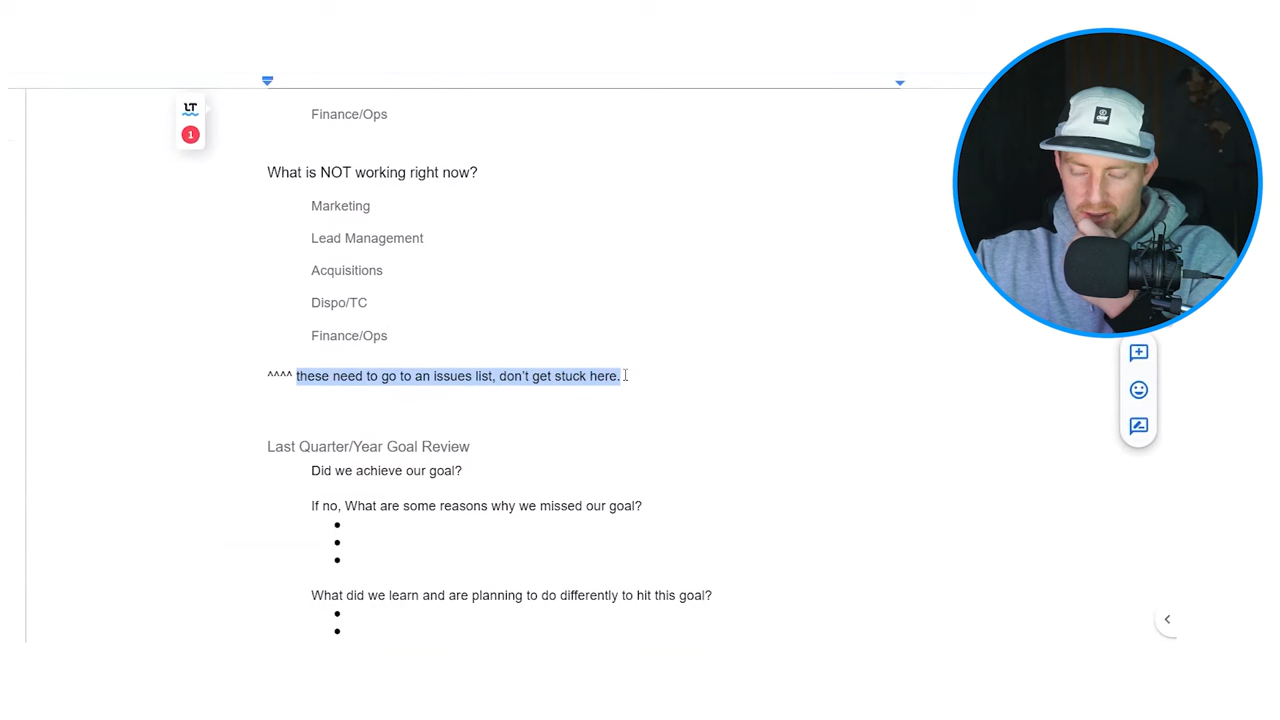 LT
1
Finance/Ops
What is NOT working right now?
Marketing
Lead Management
Acquisitions
Dispo/TC
Finance/Ops
^^^^ these need to go to an issues list, don’t get stuck here.
Last Quarter/Year Goal Review
Did we achieve our goal?
If no, What are some reasons why we missed our goal?
What did we learn and are planning to do differently to hit this goal?